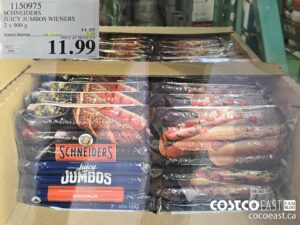 1150975
SCHNEIDERS
JUICY JUMBOS WIENERS
2 x 900 g
11.99
SCHNEIDERS
Juicy
JUMBOS
COSTCO EAST
cocoeast.ca